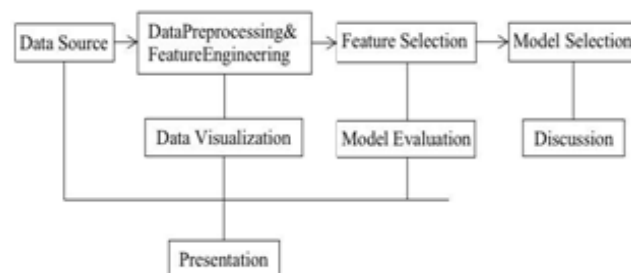 Data Source
DataPreprocessing&
FeatureEngineering
Feature Selection
Model Selection
Data Visualization
Model Evaluation
Discussion
Presentation